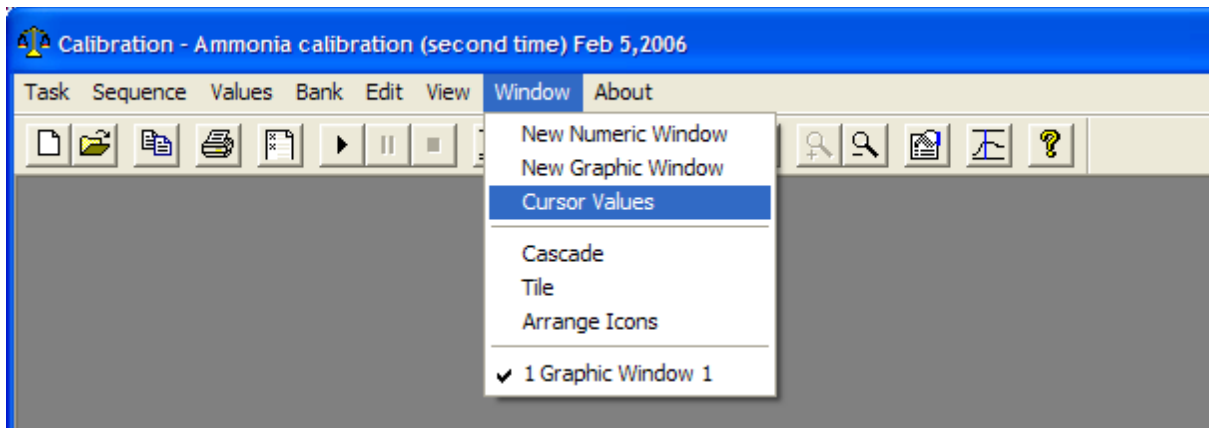 Calibration - Ammonia calibration (second time) Feb 5,2006
Task Sequence Values Bank Edit View Window About
New Numeric Window
New Graphic Window
Cursor Values
Cascade
Tile
Arrange Icons
1 Graphic Window 1